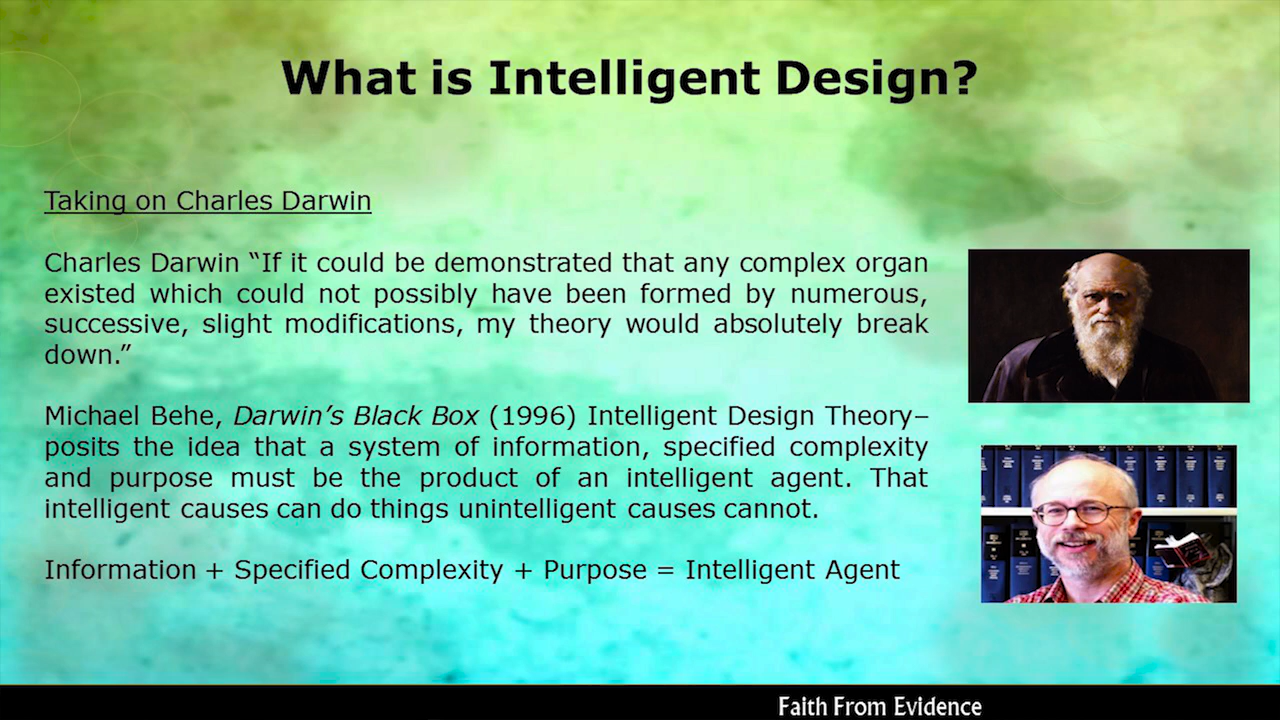 What is Intelligent Design?
Taking on Charles Darwin
Charles Darwin “If it could be demonstrated that any complex organ
existed which could not possibly have been formed by numerous,
successive, slight modifications, my theory would absolutely break
down.”
Michael Behe, Darwin’s Black Box (1996) Intelligent Design Theory–
posits the idea that a system of information, specified complexity
and purpose must be the product of an intelligent agent. That
intelligent causes can do things unintelligent causes cannot.
Information + Specified Complexity + Purpose = Intelligent Agent
Faith From Evidence